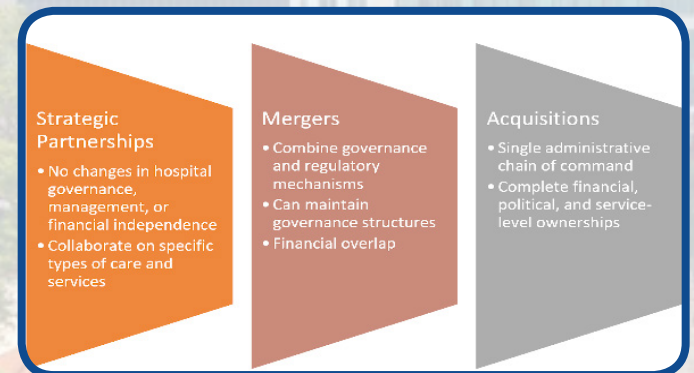 Strategic
Partnerships
• No changes in hospital
governance,
management, or
financial independence
• Collaborate on specific
types of care and
services
Mergers
• Combine governance
and regulatory
mechanisms
• Can maintain
governance structures
• Financial overlap
Acquisitions
• Single administrative
chain of command
• Complete financial,
political, and service-
level ownerships